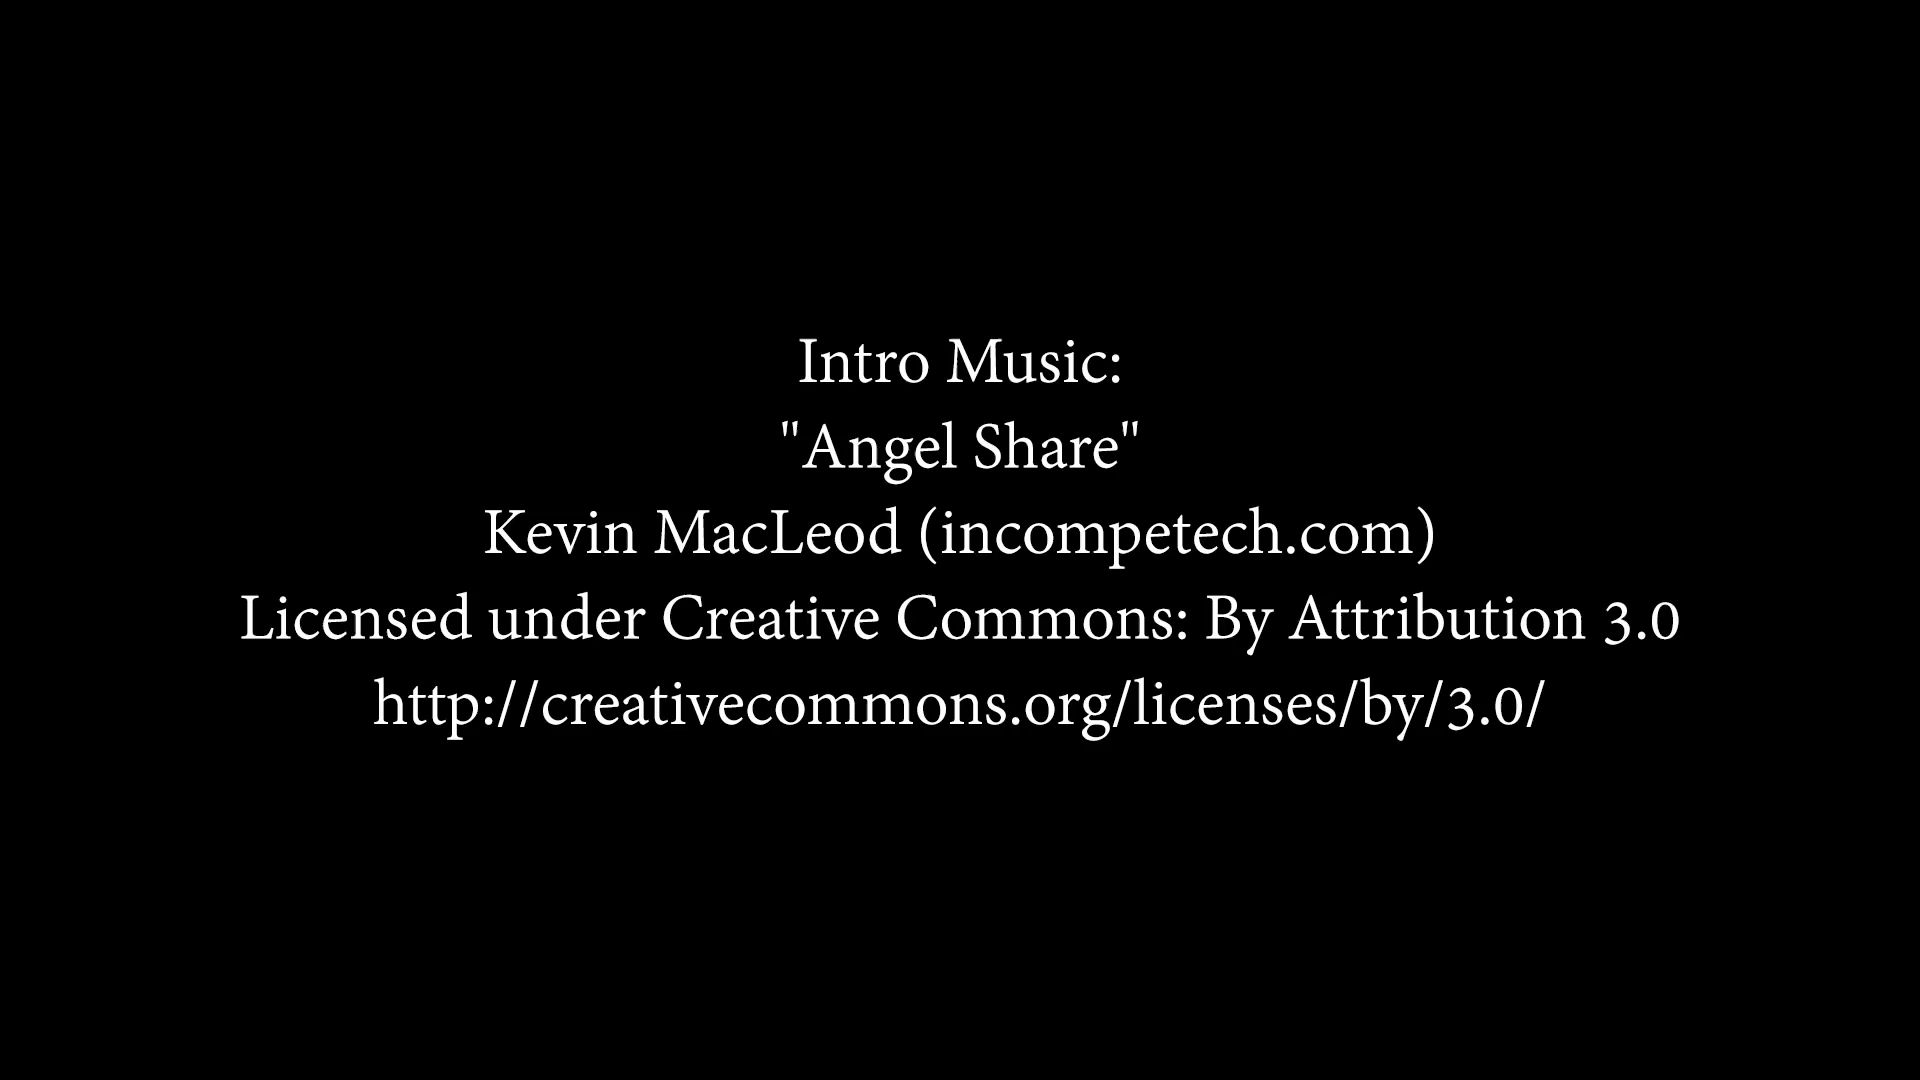 Intro Music:
"Angel Share"
Kevin MacLeod (incompetech.com)
Licensed under Creative Commons: By Attribution 3.0
http://creativecommons.org/licenses/by/3.0/